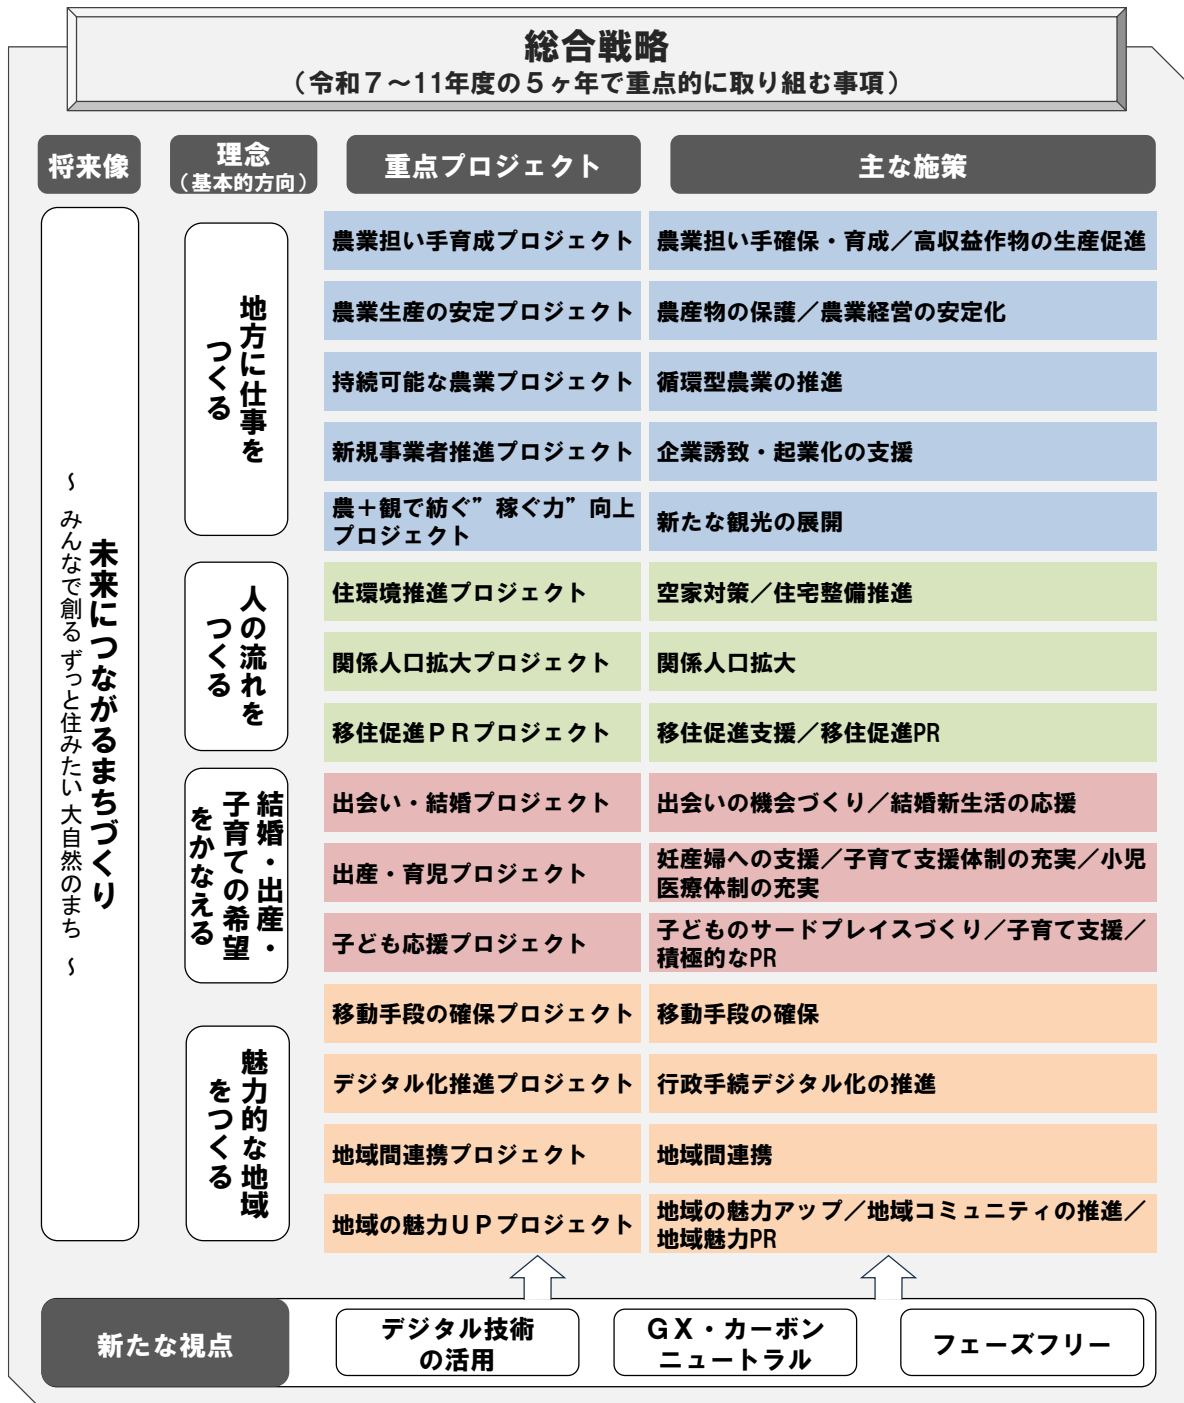 総合戦略
（令和７～11年度の５ヶ年で重点的に取り組む事項）
将来像
理念
（基本的方向）
重点プロジェクト
主な施策
未来につながるまちづくり
～ みんなで創る ずっと住みたい 大自然のまち ～
地方に仕事を
つくる
農業担い手育成プロジェクト
農業担い手確保・育成／高収益作物の生産促進
農業生産の安定プロジェクト
農産物の保護／農業経営の安定化
持続可能な農業プロジェクト
循環型農業の推進
新規事業者推進プロジェクト
企業誘致・起業化の支援
農＋観で紡ぐ”稼ぐ力”向上
プロジェクト
新たな観光の展開
人の流れを
つくる
住環境推進プロジェクト
空家対策／住宅整備推進
関係人口拡大プロジェクト
関係人口拡大
移住促進ＰＲプロジェクト
移住促進支援／移住促進PR
結婚・出産・
子育ての希望
をかなえる
出会い・結婚プロジェクト
出会いの機会づくり／結婚新生活の応援
出産・育児プロジェクト
妊産婦への支援／子育て支援体制の充実／小児
医療体制の充実
子ども応援プロジェクト
子どものサードプレイスづくり／子育て支援／
積極的なPR
魅力的な地域
をつくる
移動手段の確保プロジェクト
移動手段の確保
デジタル化推進プロジェクト
行政手続デジタル化の推進
地域間連携プロジェクト
地域間連携
地域の魅力ＵＰプロジェクト
地域の魅力アップ／地域コミュニティの推進／
地域魅力PR
新たな視点
デジタル技術
の活用
ＧＸ・カーボン
ニュートラル
フェーズフリー